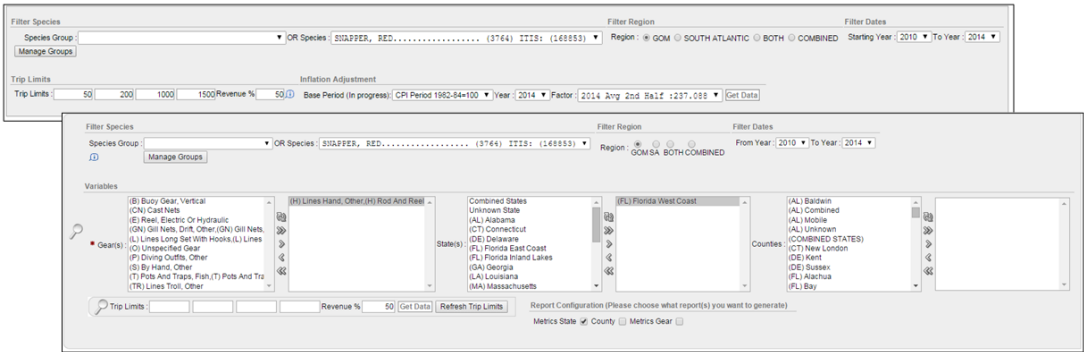 Filter Species Filter Region Filter Dates
Species Group : OR Species : SNAPPER, RED................. (3764) ITIS: (168853) Region : GOM SOUTH ATLANTIC BOTH COMBINED Starting Year : 2010 To Year : 2014
Manage Groups
Trip Limits Inflation Adjustment
Trip Limits : 50 200 1000 1500 Revenue % 50 Base Period (In progress): CPI Period 1982-84=100 Year : 2014 Factor : 2014 Avg 2nd Half :237.088 Get Data
Filter Species Filter Region Filter Dates
Species Group : OR Species : SNAPPER, RED................. (3764) ITIS: (168853) Region : GOM SA BOTH COMBINED From Year : 2010 To Year : 2014
Manage Groups
Variables
(B) Buoy Gear, Vertical (H) Lines Hand, Other,(H) Rod And Reel Combined States (FL) Florida West Coast (AL) Baldwin
(CN) Cast Nets Unknown State (AL) Combined
(E) Reel, Electric Or Hydraulic (AL) Alabama (AL) Mobile
(GN) Gill Nets, Drift, Other,(GN) Gill Nets, (CT) Connecticut (AL) Unknown
* Gear(s) : (L) Lines Long Set With Hooks,(L) Lines State(s) : (DE) Delaware Counties : (COMBINED STATES)
(O) Unspecified Gear (FL) Florida East Coast (CT) New London
(P) Diving Outfits, Other (FL) Florida Inland Lakes (DE) Kent
(S) By Hand, Other (GA) Georgia (DE) Sussex
(T) Pots And Traps, Fish,(T) Pots And Tra (LA) Louisiana (FL) Alachua
(TR) Lines Troll, Other (MA) Massachusetts (FL) Bay
Trip Limits : Revenue % 50 Get Data Refresh Trip Limits Report Configuration (Please choose what report(s) you want to generate)
Metrics State County Metrics Gear